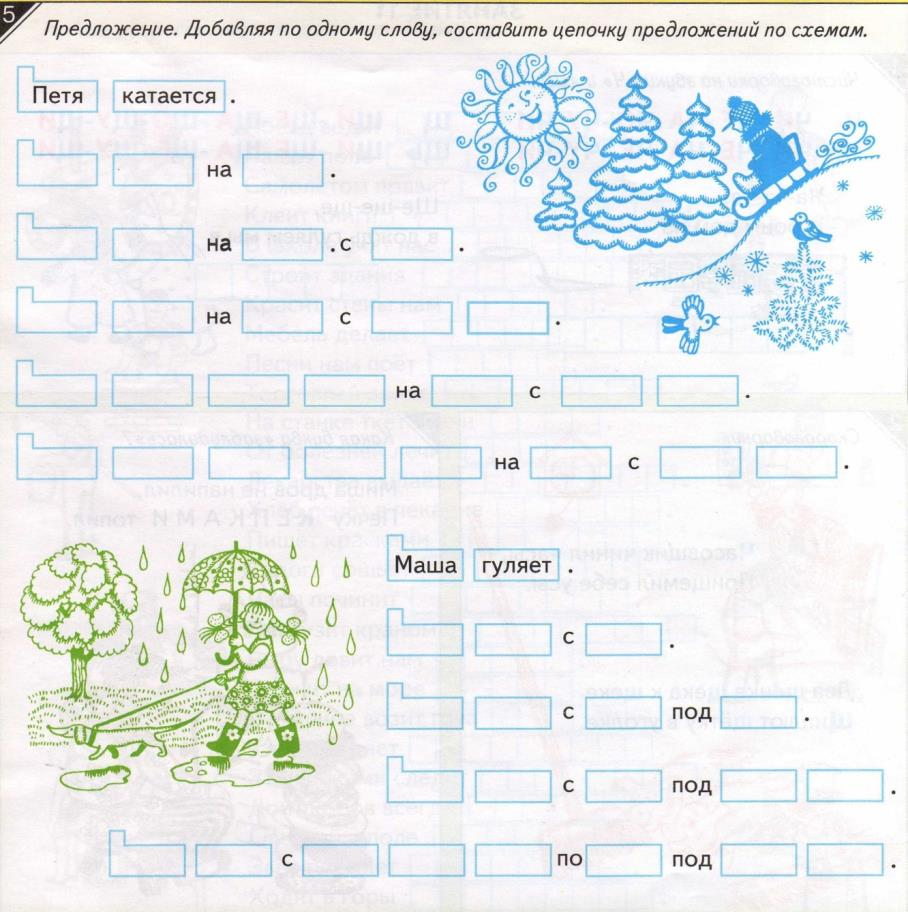 5
Предложение. Добавляя по одному слову, составить цепочку предложений по схемам.
Петя катается .
на .
на . с .
на с .
на с .
на с .
Маша гуляет .
с .
с под .
с под .
с по под .